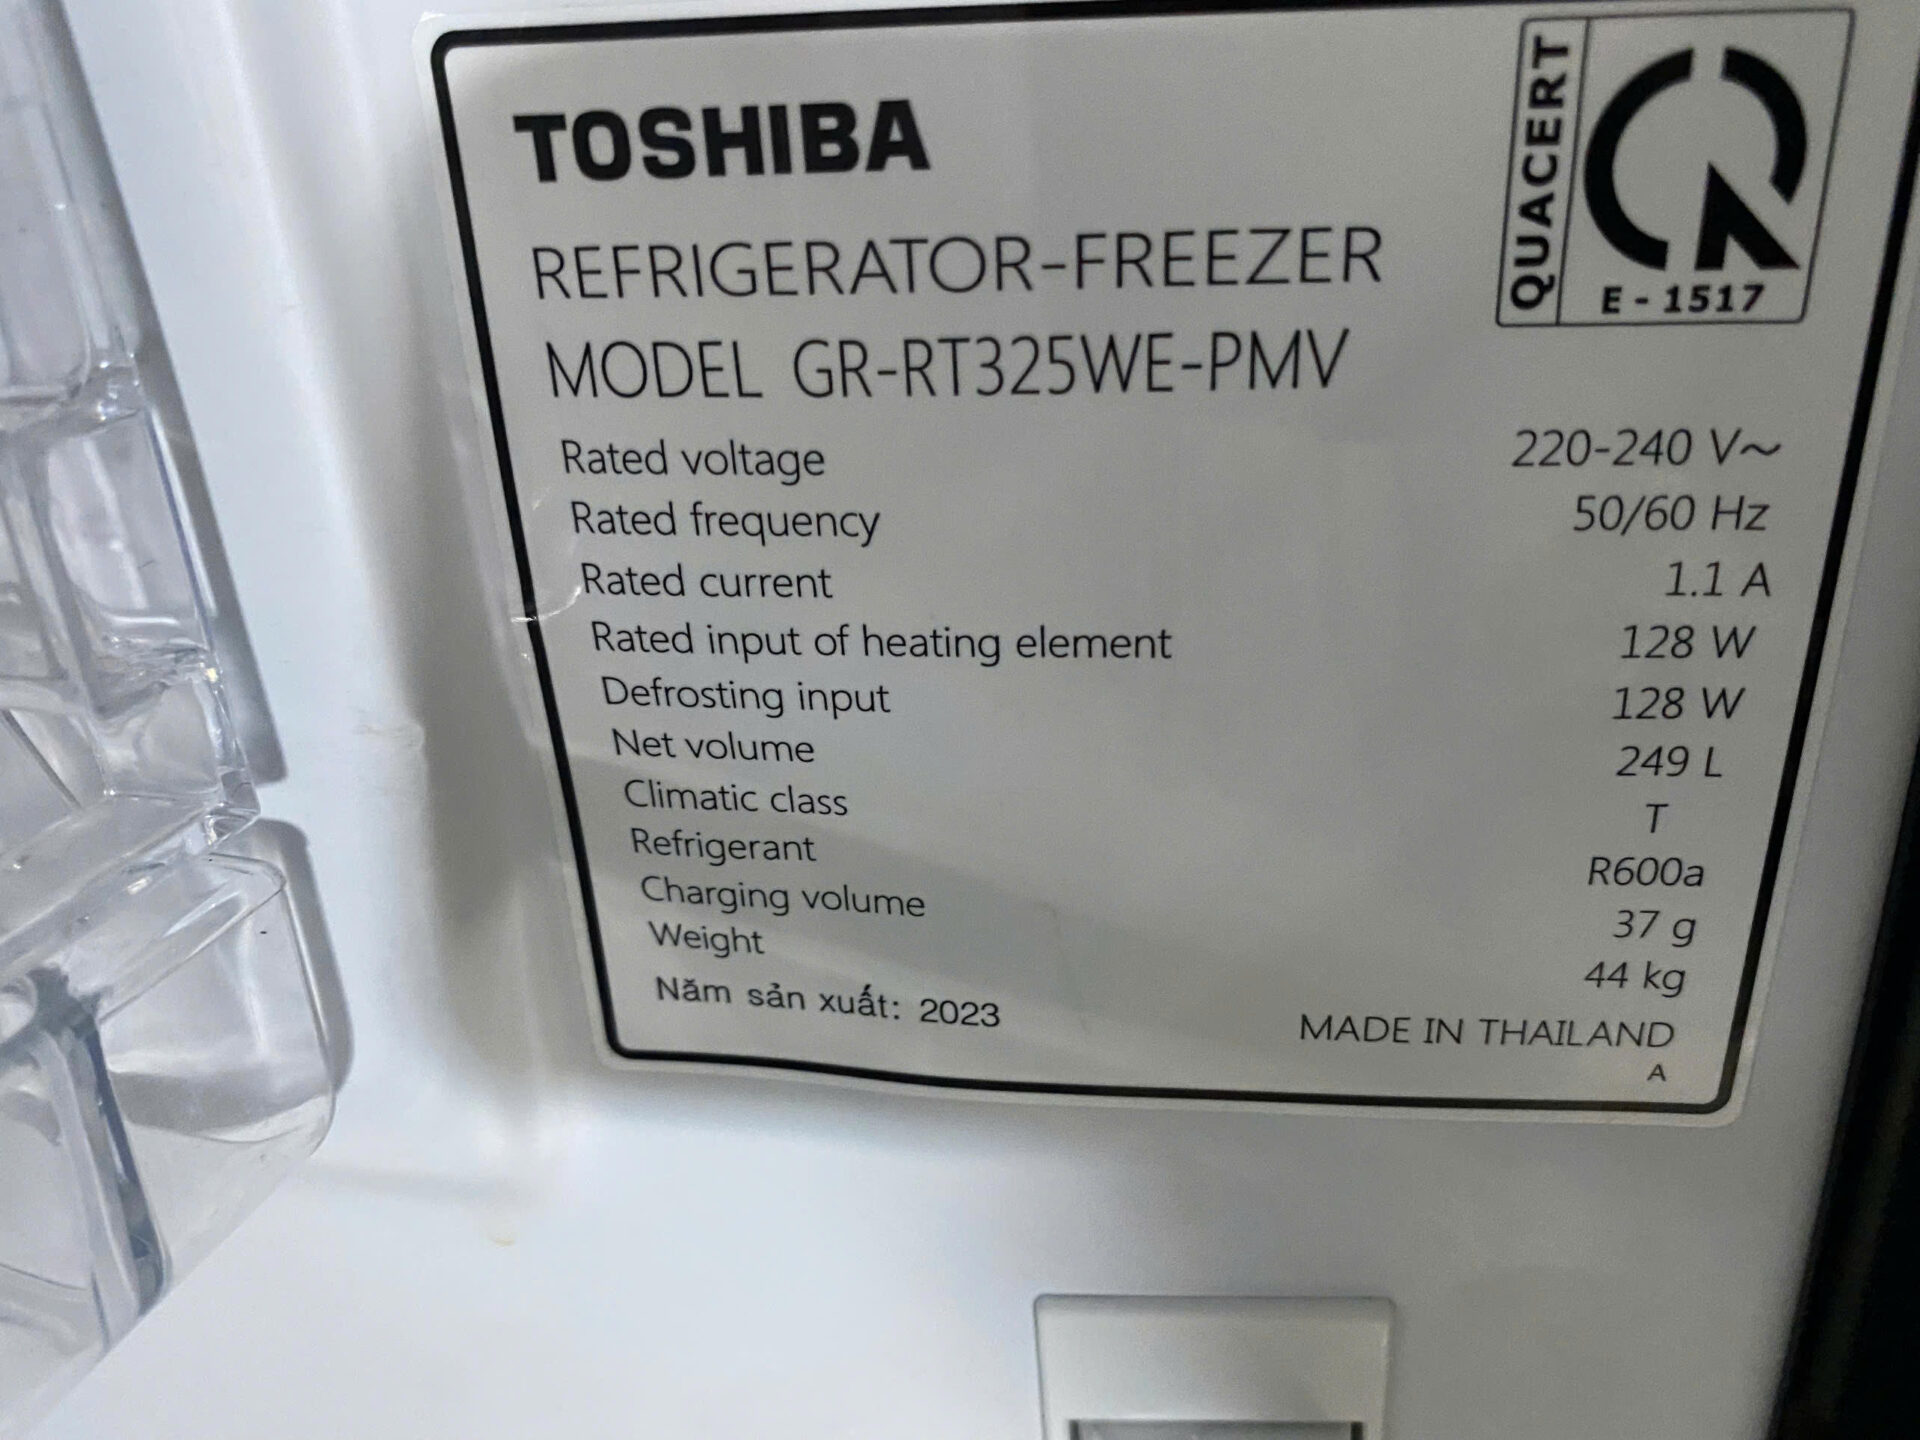 TOSHIBA
QUACERT
E - 1517
REFRIGERATOR-FREEZER
MODEL GR-RT325WE-PMV
Rated voltage 220-240 V~
Rated frequency 50/60 Hz
Rated current 1.1 A
Rated input of heating element 128 W
Defrosting input 128 W
Net volume 249 L
Climatic class T
Refrigerant R600a
Charging volume 37 g
Weight 44 kg
Năm sản xuất: 2023
MADE IN THAILAND
A